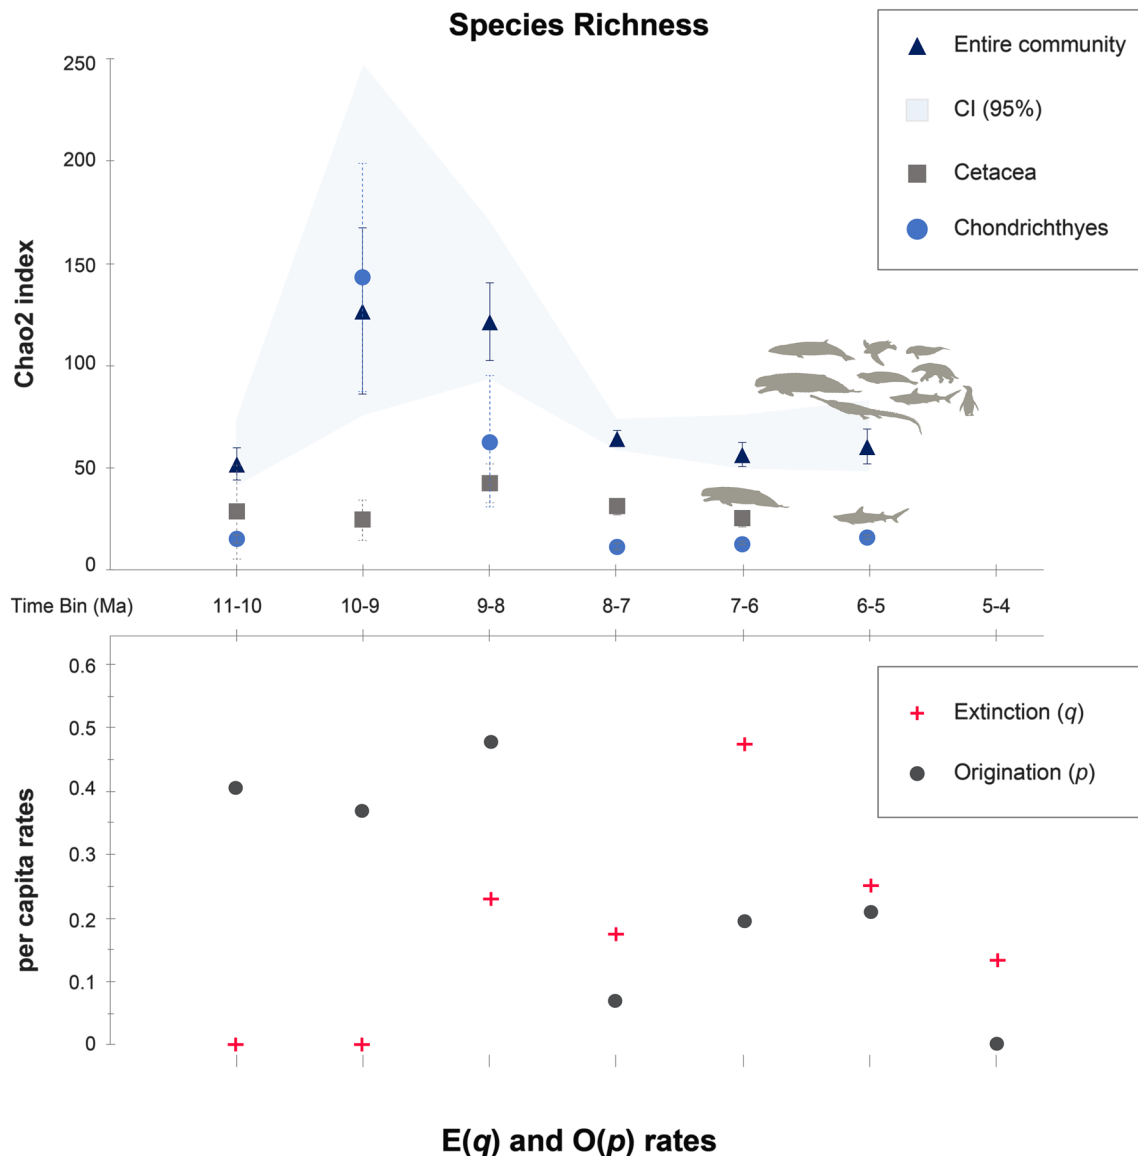 Species Richness
Entire community
CI (95%)
Cetacea
Chondrichthyes
Chao2 index
250
200
150
100
50
0
Time Bin (Ma)
11-10
10-9
9-8
8-7
7-6
6-5
5-4
per capita rates
0.6
0.5
0.4
0.3
0.2
0.1
0
Extinction (q)
Origination (p)
E(q) and O(p) rates